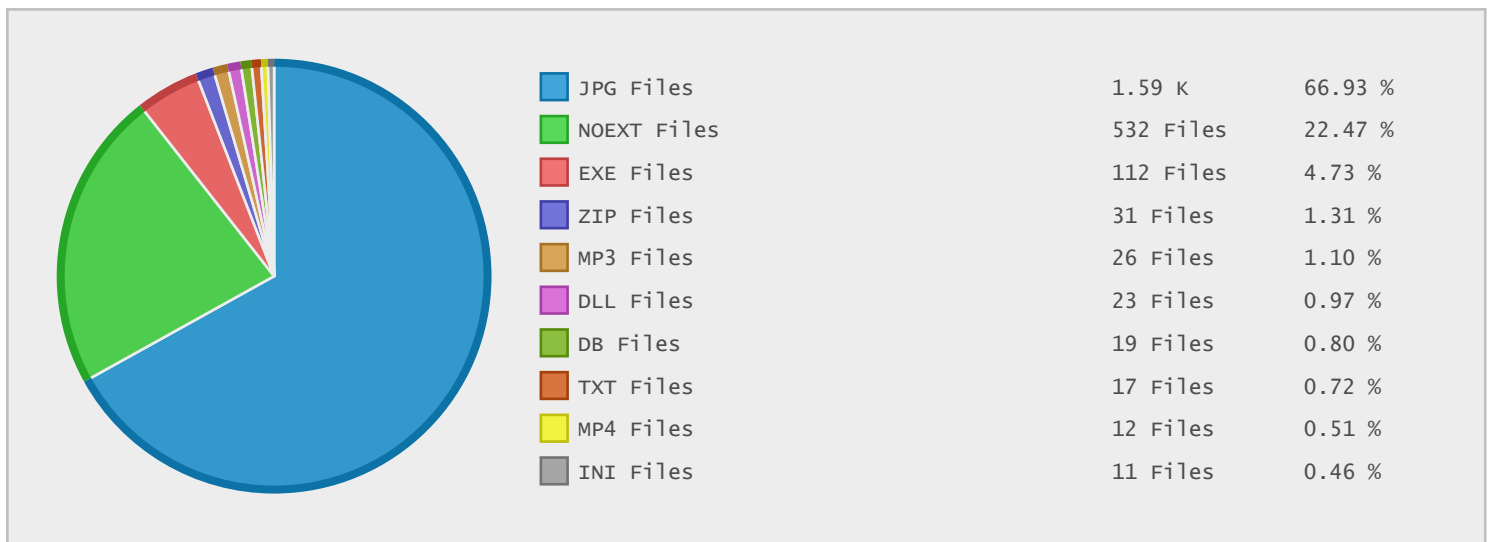 JPG Files 1.59 K 66.93 %
NOEXT Files 532 Files 22.47 %
EXE Files 112 Files 4.73 %
ZIP Files 31 Files 1.31 %
MP3 Files 26 Files 1.10 %
DLL Files 23 Files 0.97 %
DB Files 19 Files 0.80 %
TXT Files 17 Files 0.72 %
MP4 Files 12 Files 0.51 %
INI Files 11 Files 0.46 %